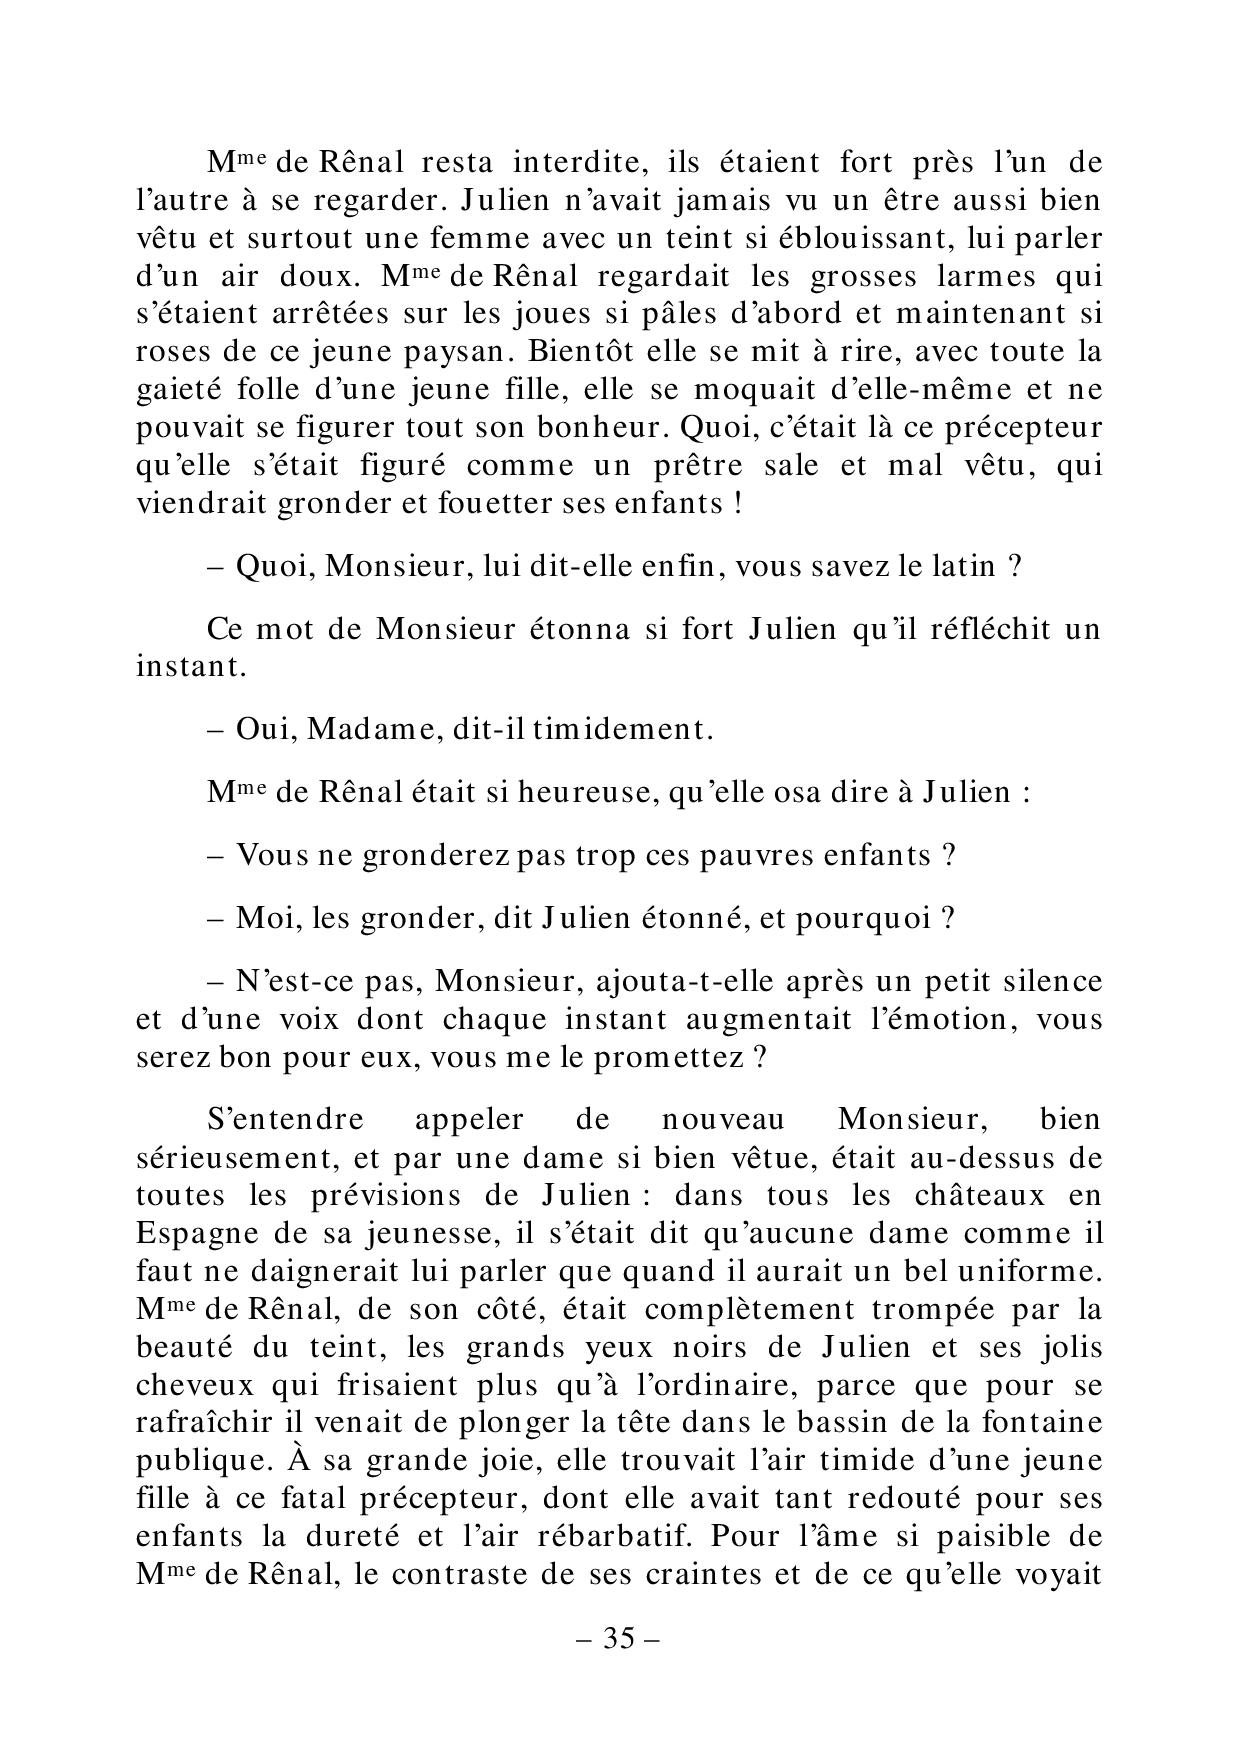 Mme de Rênal resta interdite, ils étaient fort près l’un de
l’autre à se regarder. Julien n’avait jamais vu un être aussi bien
vêtu et surtout une femme avec un teint si éblouissant, lui parler
d’un air doux. Mme de Rênal regardait les grosses larmes qui
s’étaient arrêtées sur les joues si pâles d’abord et maintenant si
roses de ce jeune paysan. Bientôt elle se mit à rire, avec toute la
gaieté folle d’une jeune fille, elle se moquait d’elle-même et ne
pouvait se figurer tout son bonheur. Quoi, c’était là ce précepteur
qu’elle s’était figuré comme un prêtre sale et mal vêtu, qui
viendrait gronder et fouetter ses enfants !
– Quoi, Monsieur, lui dit-elle enfin, vous savez le latin ?
Ce mot de Monsieur étonna si fort Julien qu’il réfléchit un
instant.
– Oui, Madame, dit-il timidement.
Mme de Rênal était si heureuse, qu’elle osa dire à Julien :
– Vous ne gronderez pas trop ces pauvres enfants ?
– Moi, les gronder, dit Julien étonné, et pourquoi ?
– N’est-ce pas, Monsieur, ajouta-t-elle après un petit silence
et d’une voix dont chaque instant augmentait l’émotion, vous
serez bon pour eux, vous me le promettez ?
S’entendre appeler de nouveau Monsieur, bien
sérieusement, et par une dame si bien vêtue, était au-dessus de
toutes les prévisions de Julien : dans tous les châteaux en
Espagne de sa jeunesse, il s’était dit qu’aucune dame comme il
faut ne daignerait lui parler que quand il aurait un bel uniforme.
Mme de Rênal, de son côté, était complètement trompée par la
beauté du teint, les grands yeux noirs de Julien et ses jolis
cheveux qui frisaient plus qu’à l’ordinaire, parce que pour se
rafraîchir il venait de plonger la tête dans le bassin de la fontaine
publique. À sa grande joie, elle trouvait l’air timide d’une jeune
fille à ce fatal précepteur, dont elle avait tant redouté pour ses
enfants la dureté et l’air rébarbatif. Pour l’âme si paisible de
Mme de Rênal, le contraste de ses craintes et de ce qu’elle voyait
– 35 –